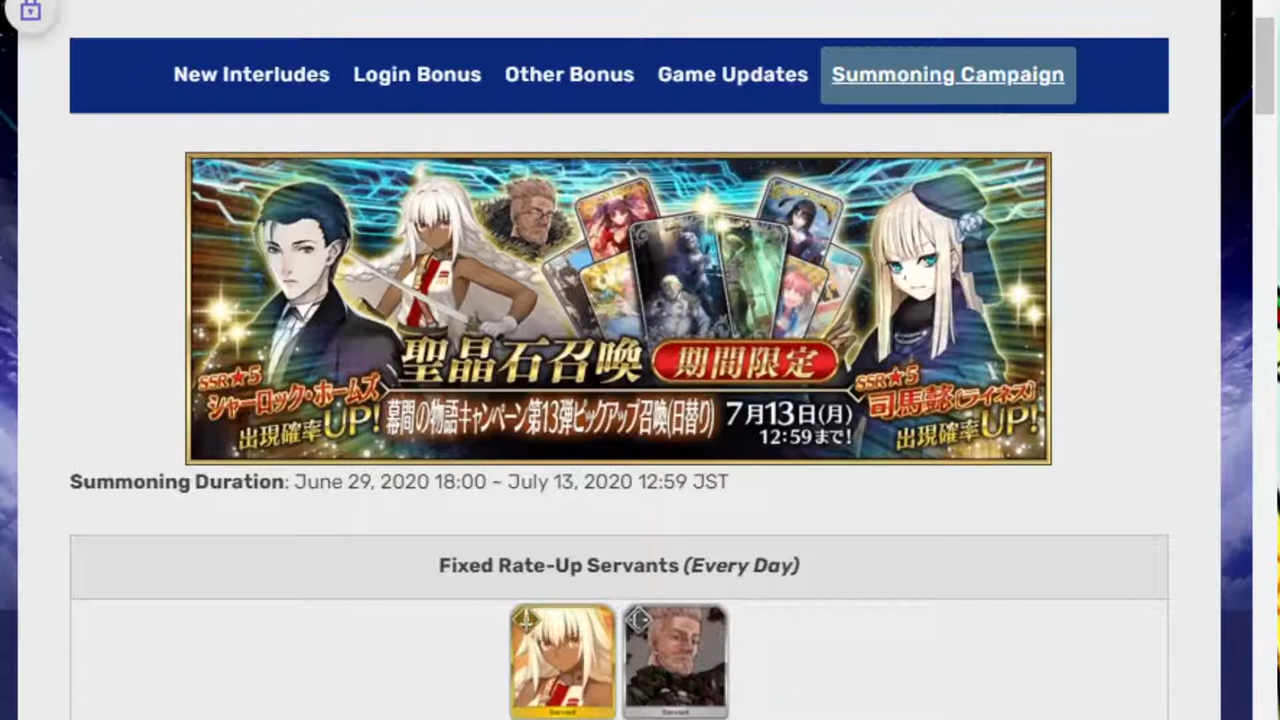 New Interludes Login Bonus Other Bonus Game Updates Summoning Campaign
SSR★5
シャーロック・ホームズ
出現確率UP!
聖晶石召喚 期間限定
幕間の物語キャンペーン第13弾ピックアップ召喚(日替り)
7月13日(月)
12:59まで!
SSR★5
司馬懿〔ライネス〕
出現確率UP!
Summoning Duration: June 29, 2020 18:00 ~ July 13, 2020 12:59 JST
Fixed Rate-Up Servants (Every Day)
Servant Servant